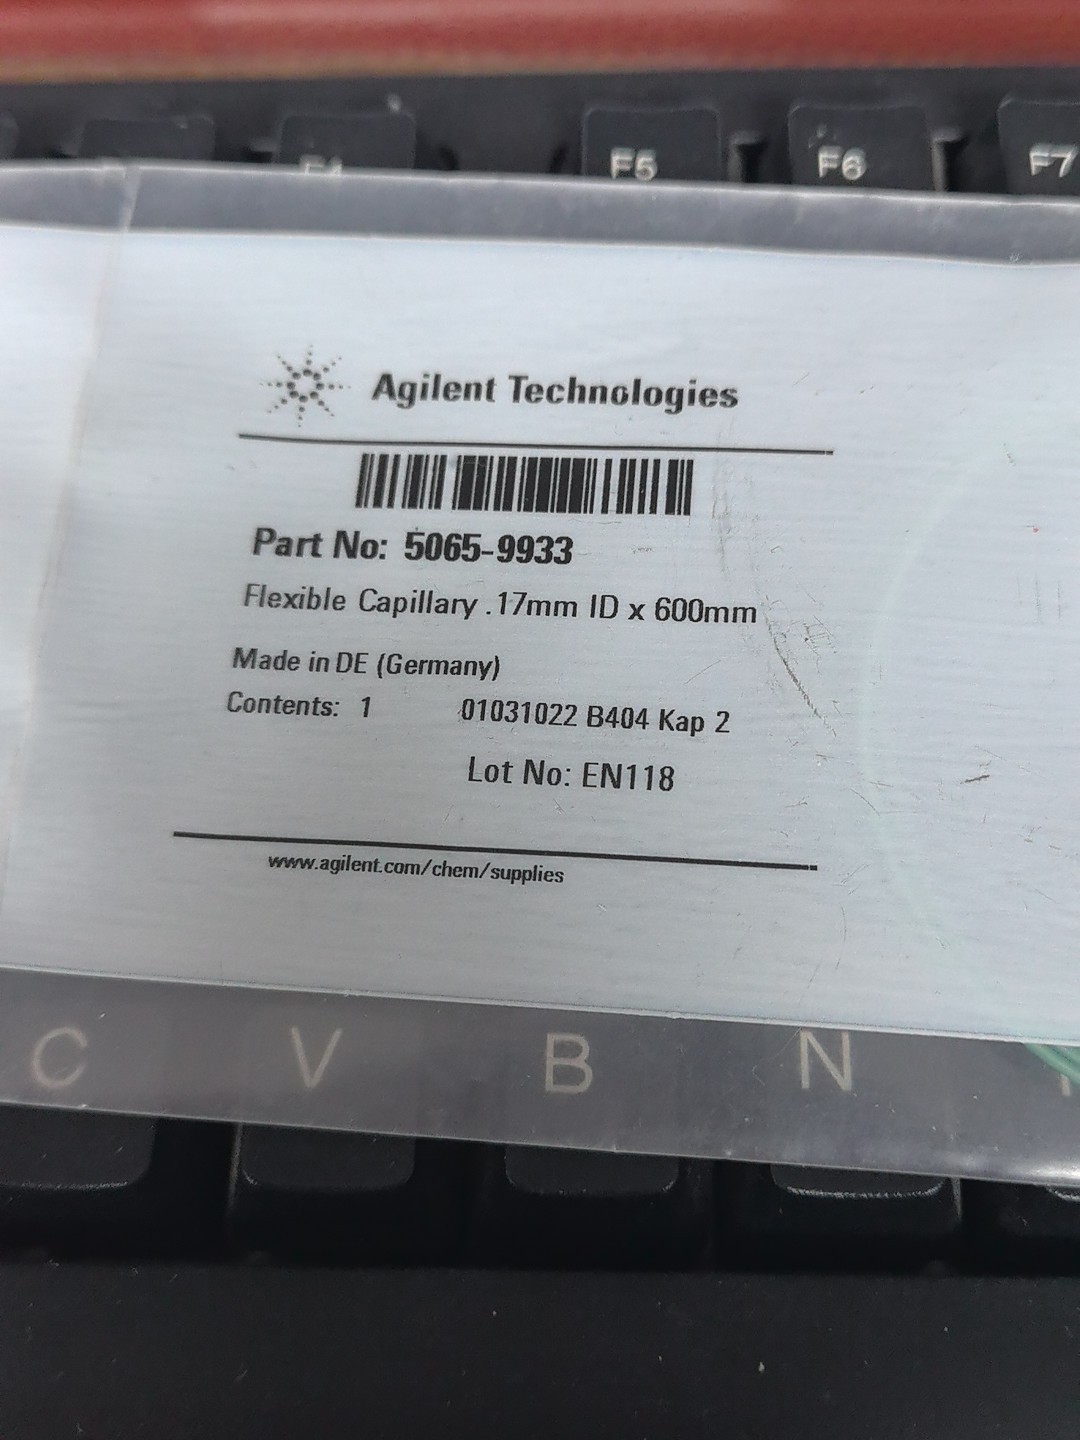 F4
F5
F6
F7
Agilent Technologies
Part No: 5065-9933
Flexible Capillary .17mm ID x 600mm
Made in DE (Germany)
Contents: 1 01031022 B404 Kap 2
Lot No: EN118
www.agilent.com/chem/supplies
C V B N